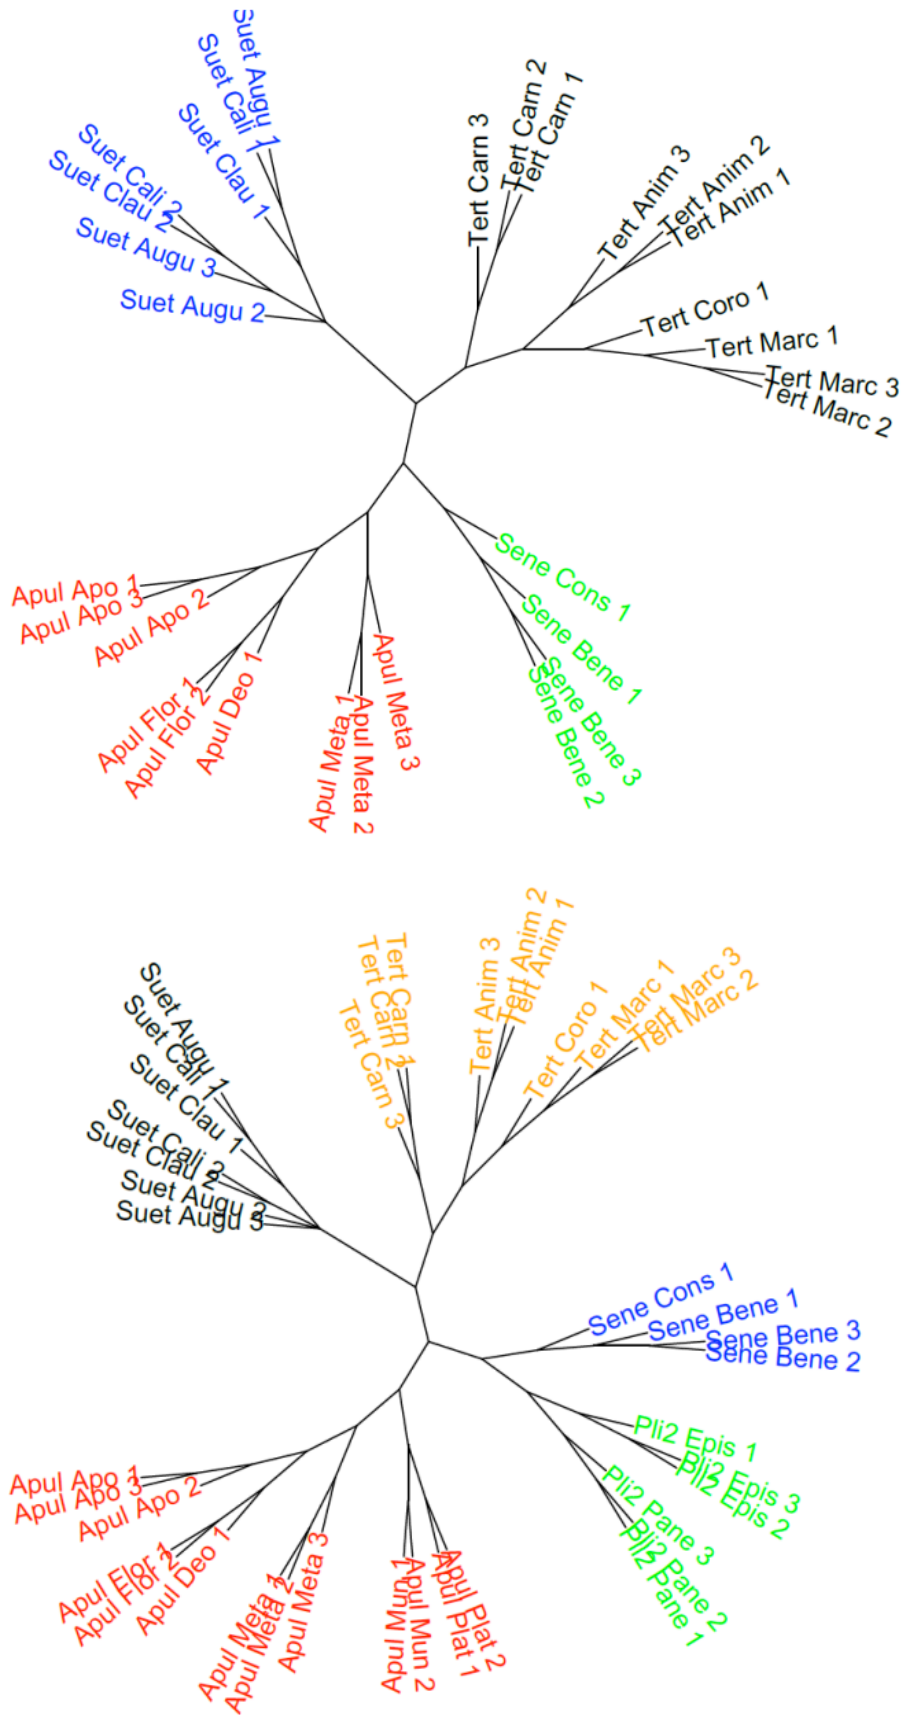 Suet Augu 1
Suet Cali 1
Suet Clau 1
Suet Cali 2
Suet Clau 2
Suet Augu 3
Suet Augu 2
Tert Carn 3
Tert Carn 2
Tert Carn 1
Tert Anim 3
Tert Anim 2
Tert Anim 1
Tert Coro 1
Tert Marc 1
Tert Marc 3
Tert Marc 2
Apul Apo 1
Apul Apo 3
Apul Apo 2
Apul Flor 1
Apul Flor 2
Apul Deo 1
Apul Meta 1
Apul Meta 2
Apul Meta 3
Sene Cons 1
Sene Bene 1
Sene Bene 3
Sene Bene 2
Suet Augu 1
Suet Cali 1
Suet Clau 1
Suet Cali 2
Suet Clau 2
Suet Augu 2
Suet Augu 3
Tert Carn 1
Tert Carn 2
Tert Carn 3
Tert Anim 3
Tert Anim 2
Tert Anim 1
Tert Coro 1
Tert Marc 1
Tert Marc 3
Tert Marc 2
Sene Cons 1
Sene Bene 1
Sene Bene 3
Sene Bene 2
Pli2 Epis 1
Pli2 Epis 3
Pli2 Epis 2
Pli2 Pane 3
Pli2 Pane 2
Pli2 Pane 1
Apul Apo 1
Apul Apo 3
Apul Apo 2
Apul Flor 1
Apul Flor 2
Apul Deo 1
Apul Meta 1
Apul Meta 2
Apul Meta 3
Apul Mun 1
Apul Mun 2
Apul Plat 1
Apul Plat 2